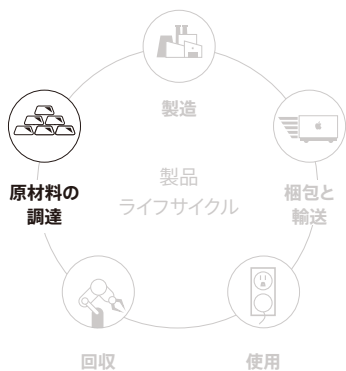 製造
原材料の
調達
製品
ライフサイクル
梱包と
輸送
回収
使用